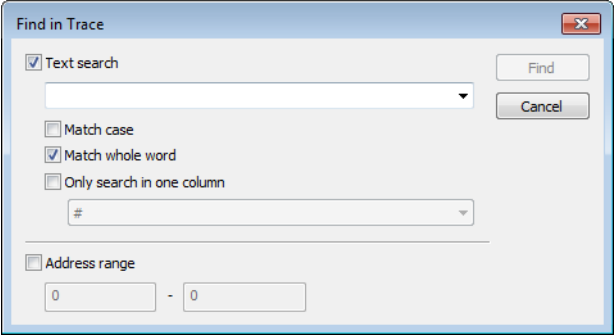 Find in Trace
Text search
Find
Cancel
Match case
Match whole word
Only search in one column
#
Address range
0 - 0